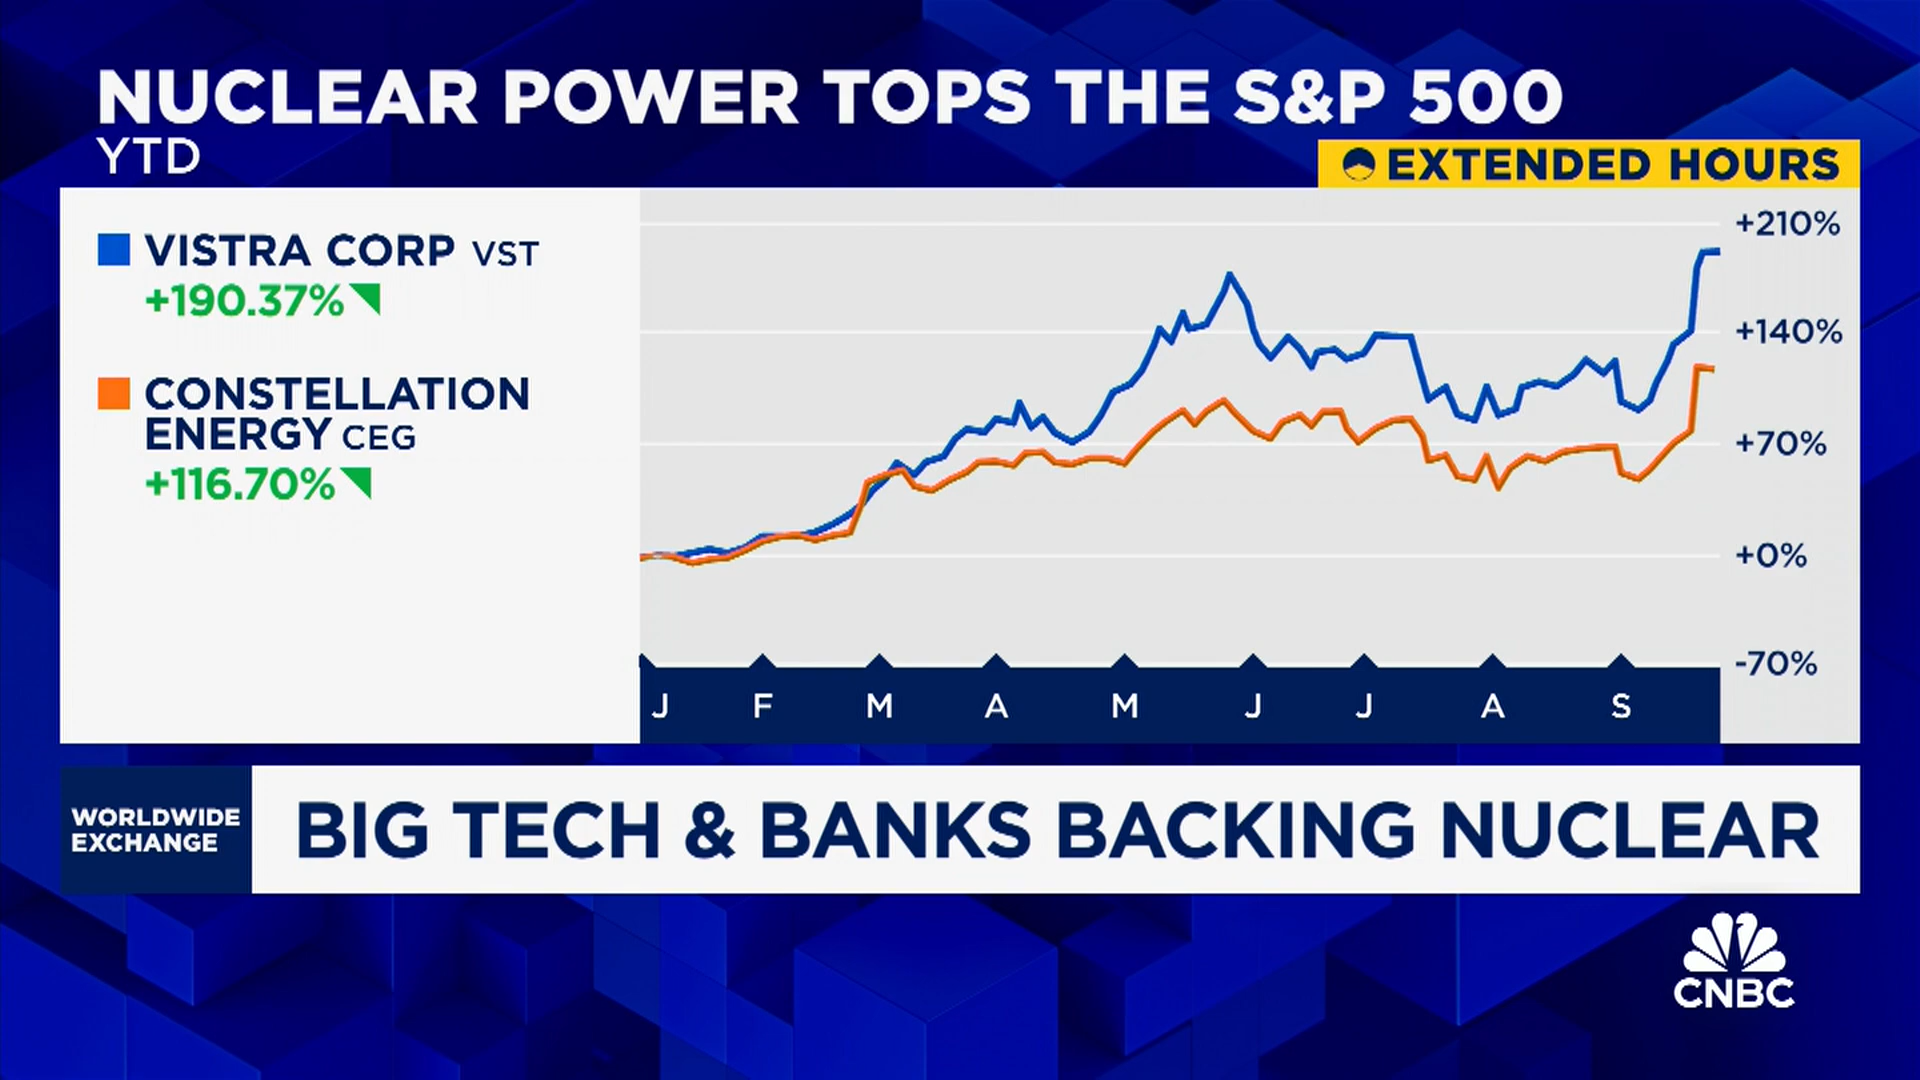 NUCLEAR POWER TOPS THE S&P 500
YTD
EXTENDED HOURS
VISTRA CORP VST
+190.37%
CONSTELLATION
ENERGY CEG
+116.70%
+210%
+140%
+70%
+0%
-70%
J F M A M J J A S
WORLDWIDE
EXCHANGE
BIG TECH & BANKS BACKING NUCLEAR
CNBC